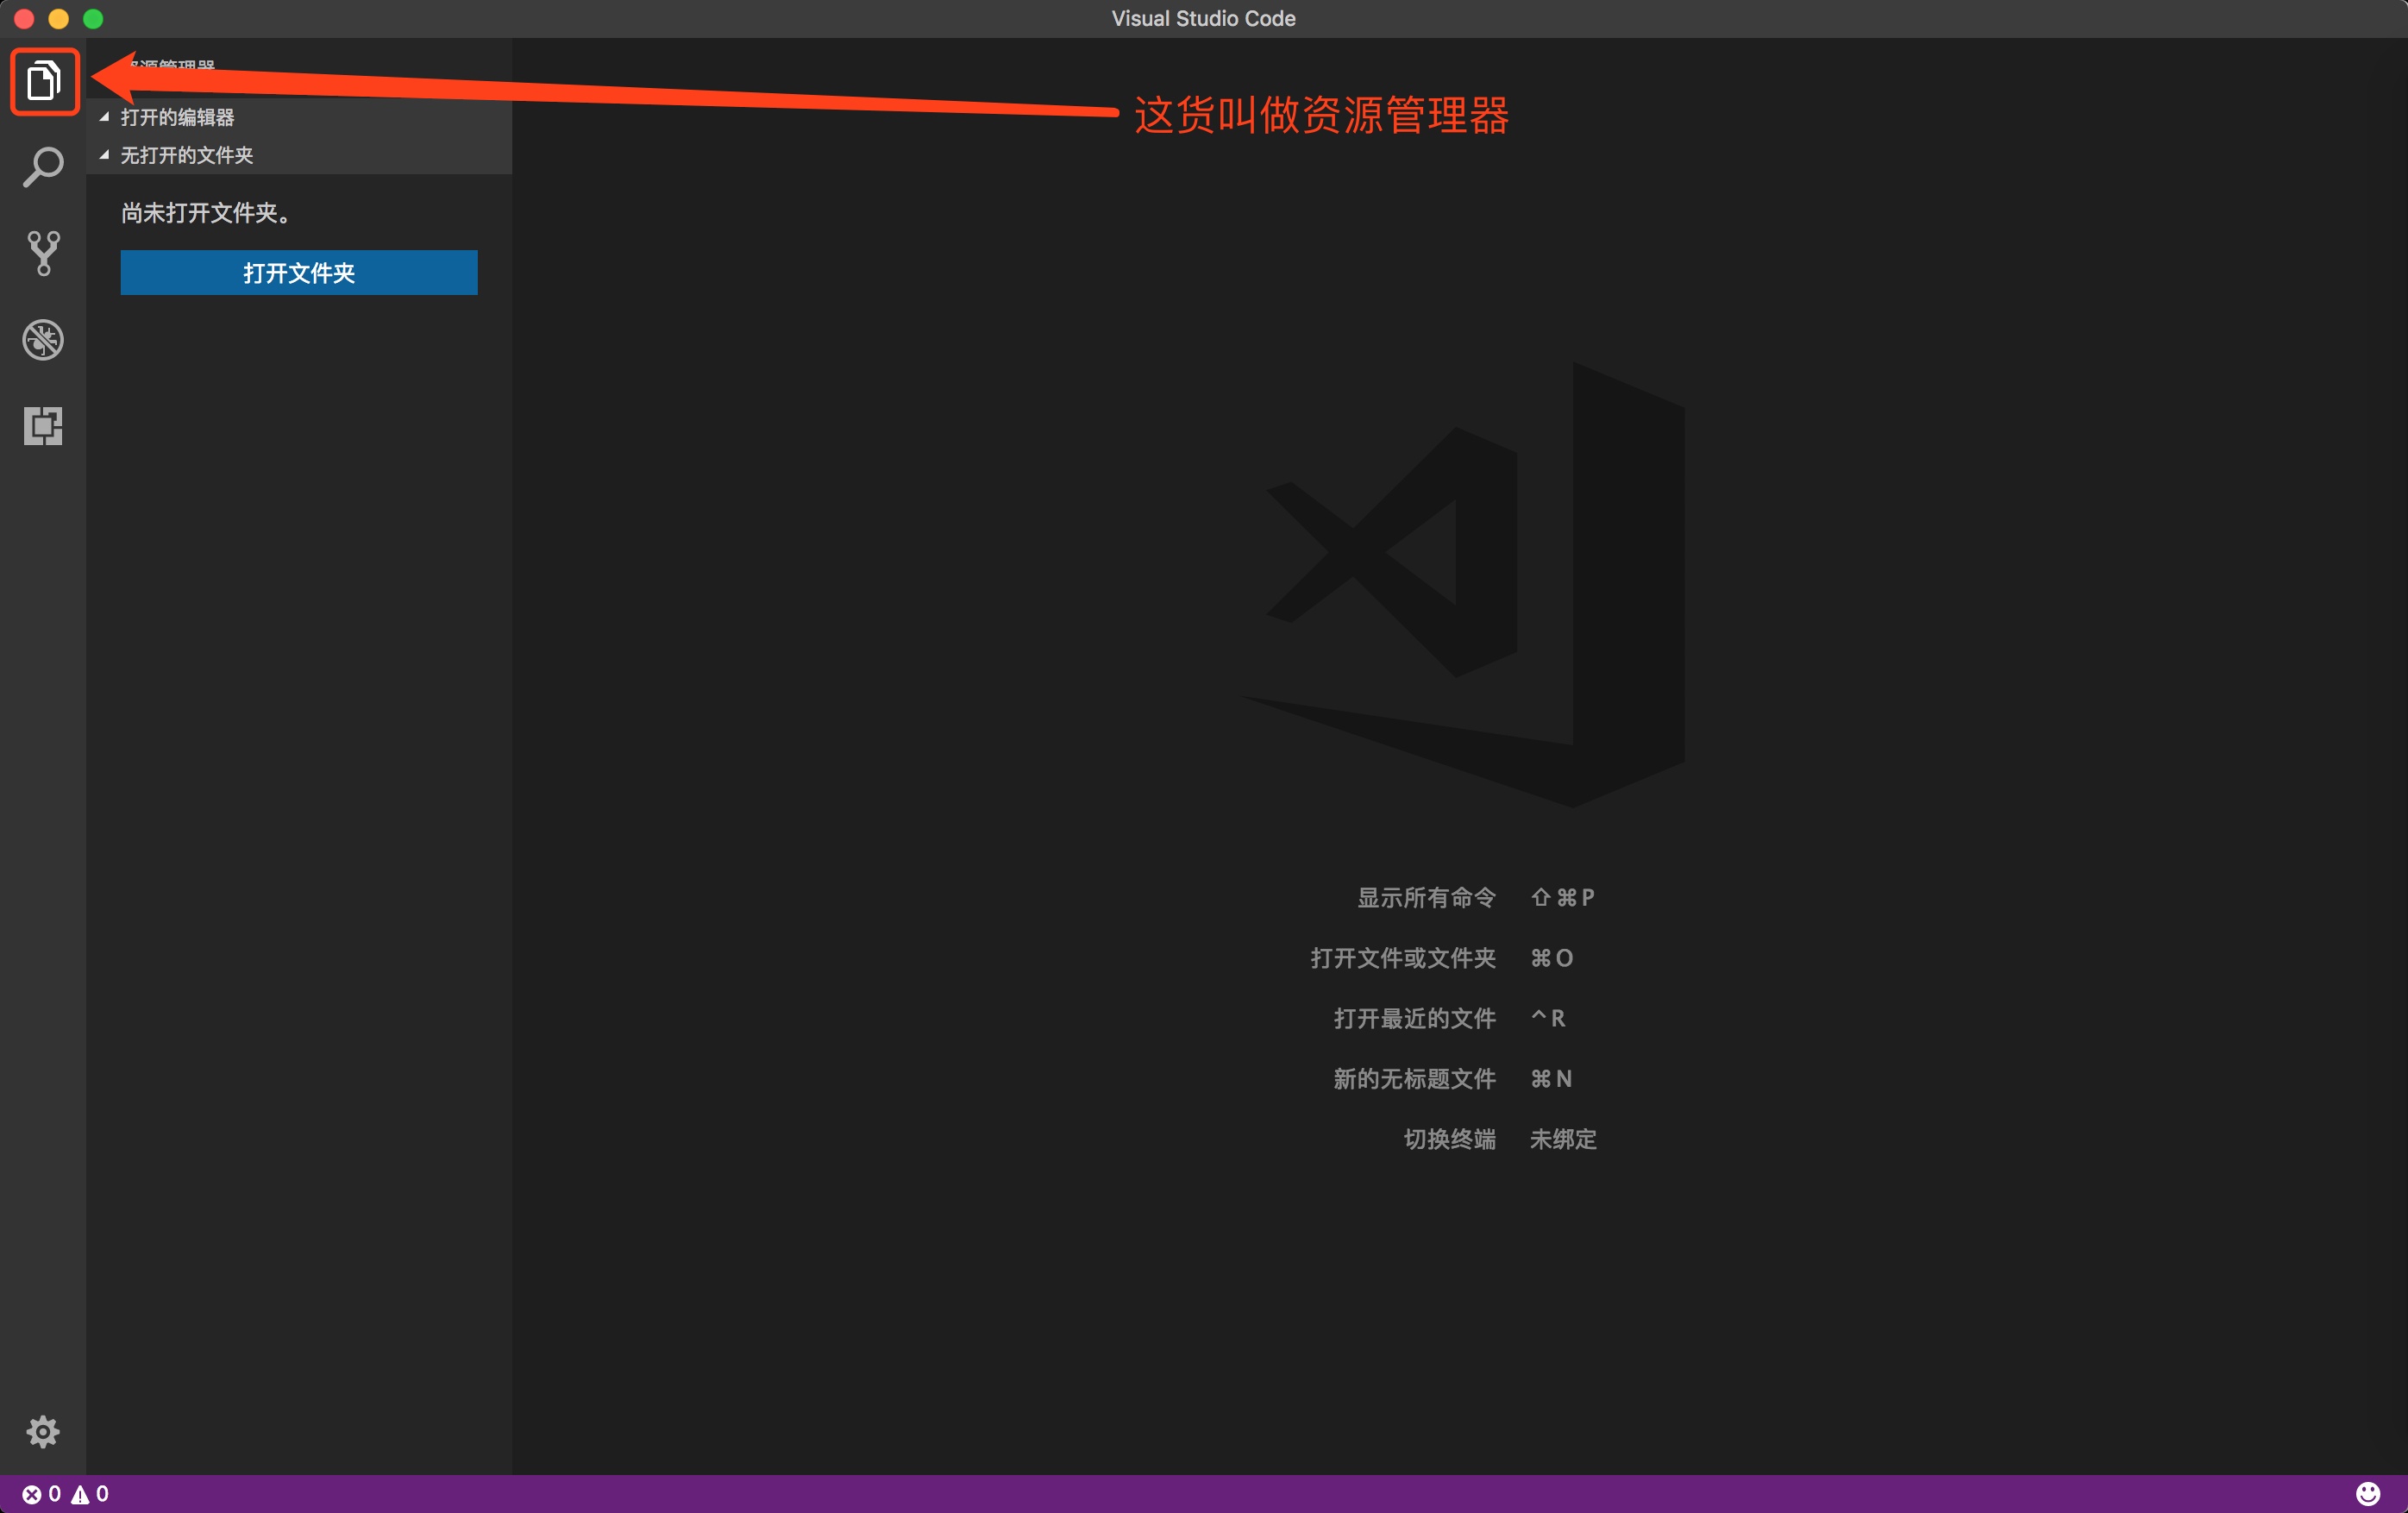 Visual Studio Code
资源管理器
这货叫做资源管理器
打开的编辑器
无打开的文件夹
尚未打开文件夹。
打开文件夹
显示所有命令 ⇧⌘P
打开文件或文件夹 ⌘O
打开最近的文件 ^R
新的无标题文件 ⌘N
切换终端 未绑定
0 0